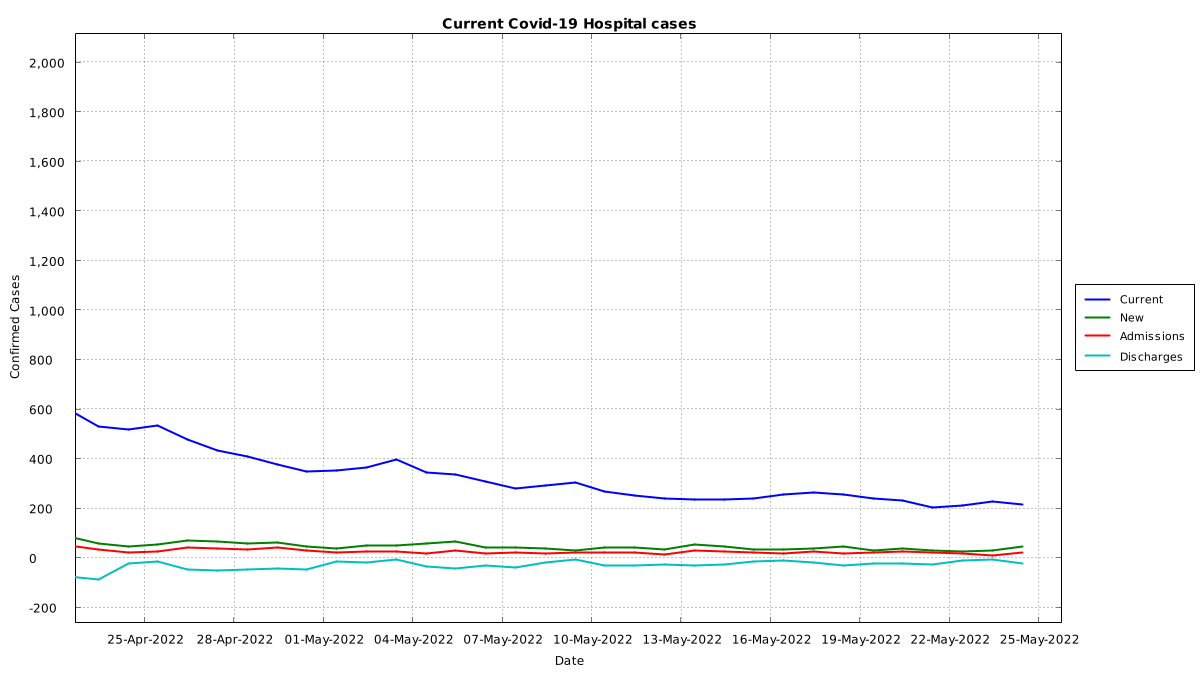 Current Covid-19 Hospital cases
2,000
1,800
1,600
1,400
1,200
1,000
800
600
400
200
0
-200
Confirmed Cases
25-Apr-2022 28-Apr-2022 01-May-2022 04-May-2022 07-May-2022 10-May-2022 13-May-2022 16-May-2022 19-May-2022 22-May-2022 25-May-2022
Date
Current
New
Admissions
Discharges